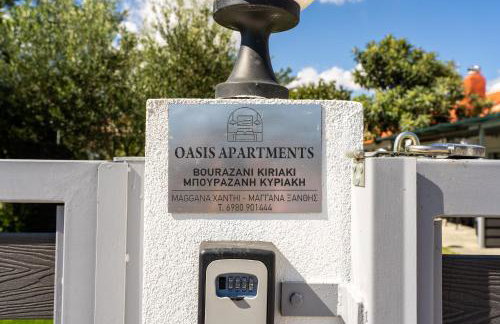 OASIS APARTMENTS
BOURAZANI KIRIAKI
ΜΠΟΥΡΑΖΑΝΗ ΚΥΡΙΑΚΗ
MAGGANA XANTHI - ΜΑΓΓΑΝΑ ΞΑΝΘΗΣ
T. 6980 901444